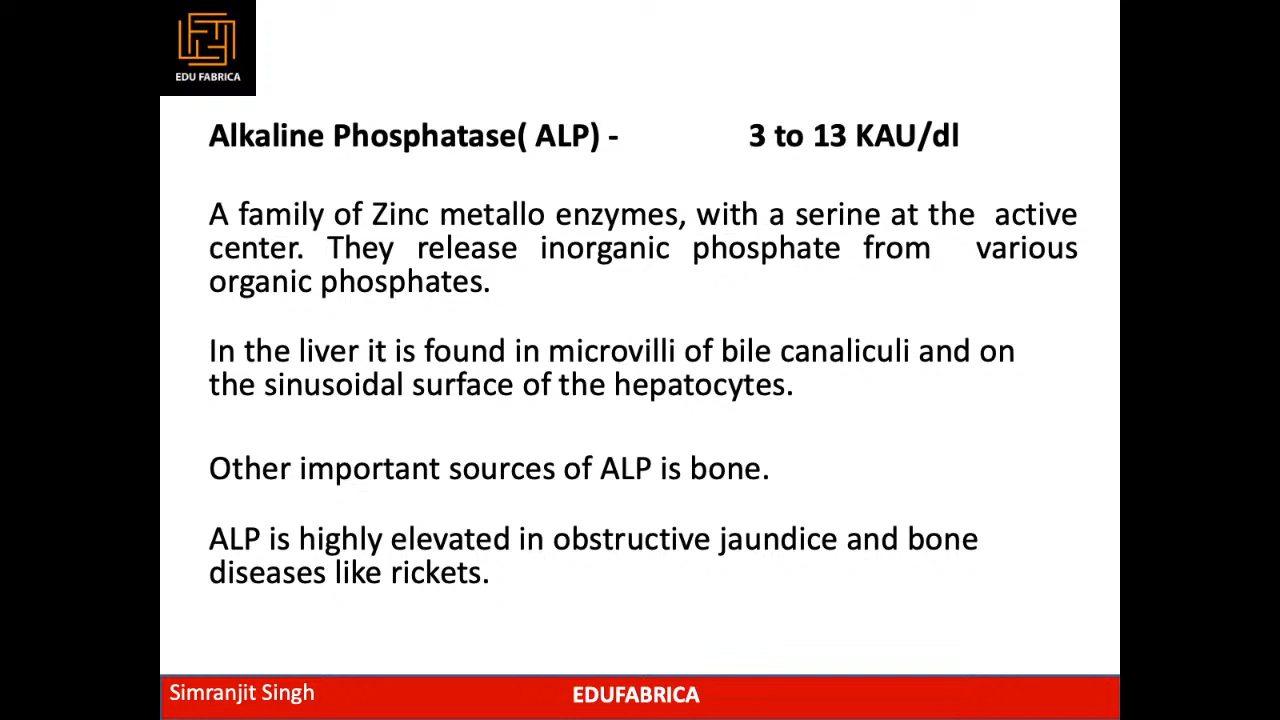 EDU FABRICA
Alkaline Phosphatase( ALP) - 3 to 13 KAU/dl
A family of Zinc metallo enzymes, with a serine at the active
center. They release inorganic phosphate from various
organic phosphates.
In the liver it is found in microvilli of bile canaliculi and on
the sinusoidal surface of the hepatocytes.
Other important sources of ALP is bone.
ALP is highly elevated in obstructive jaundice and bone
diseases like rickets.
Simranjit Singh EDUFABRICA